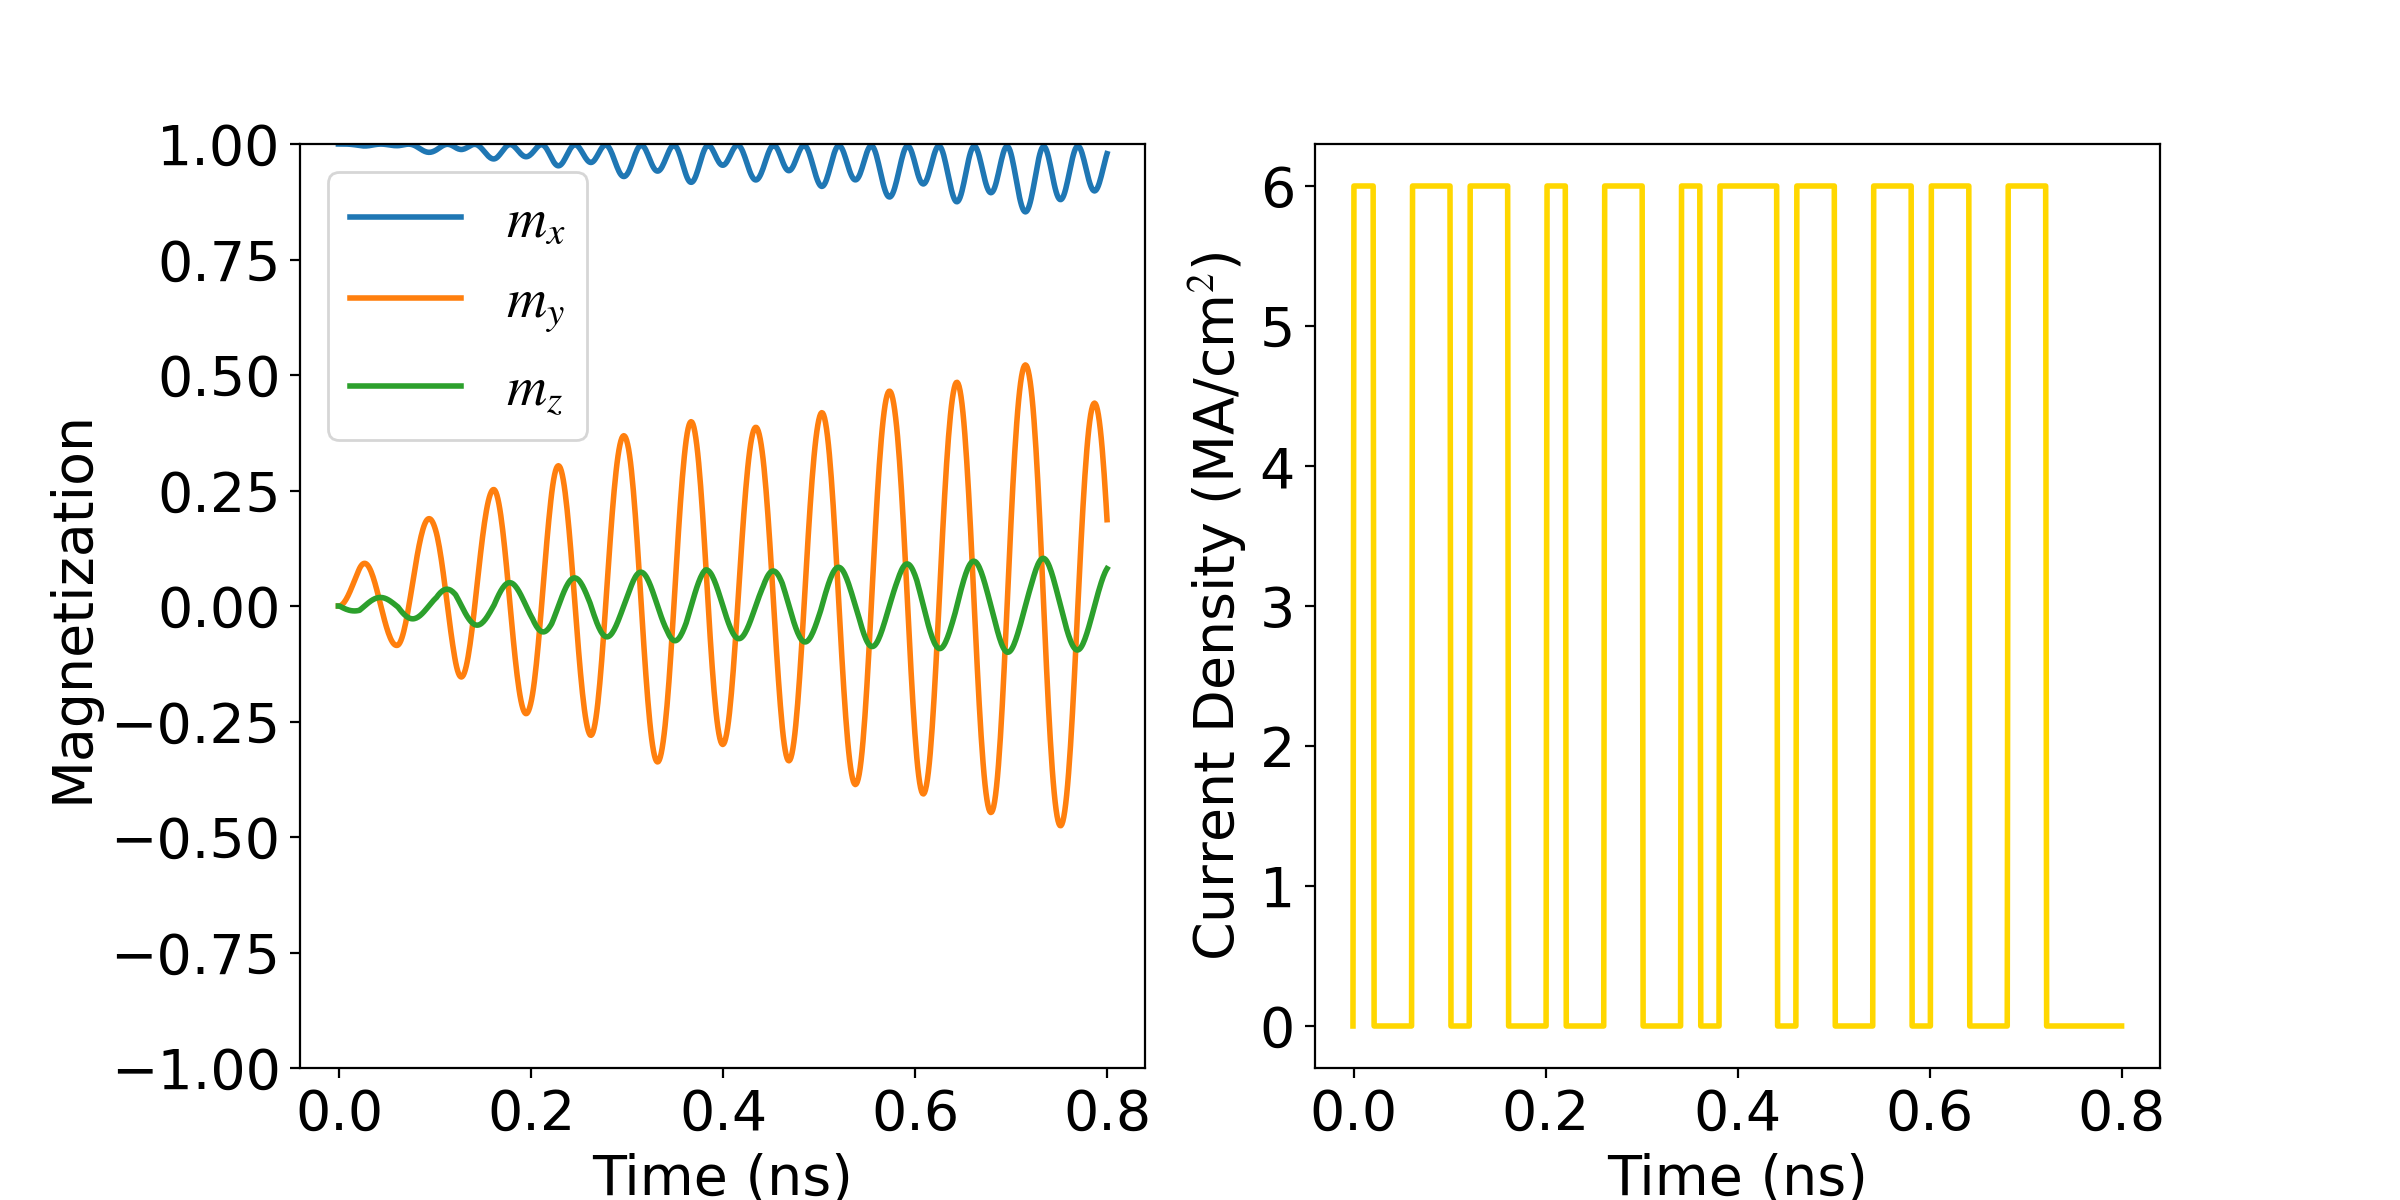 Magnetization
1.00
0.75
0.50
0.25
0.00
−0.25
−0.50
−0.75
−1.00
m_x
m_y
m_z
0.0 0.2 0.4 0.6 0.8
Time (ns)
Current Density (MA/cm²)
6
5
4
3
2
1
0
0.0 0.2 0.4 0.6 0.8
Time (ns)